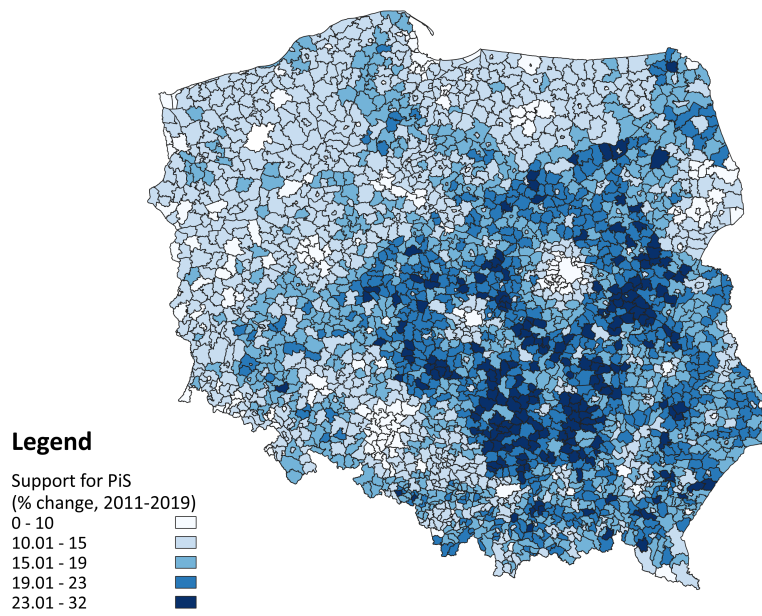 Legend
Support for PiS
(% change, 2011-2019)
0 - 10
10.01 - 15
15.01 - 19
19.01 - 23
23.01 - 32